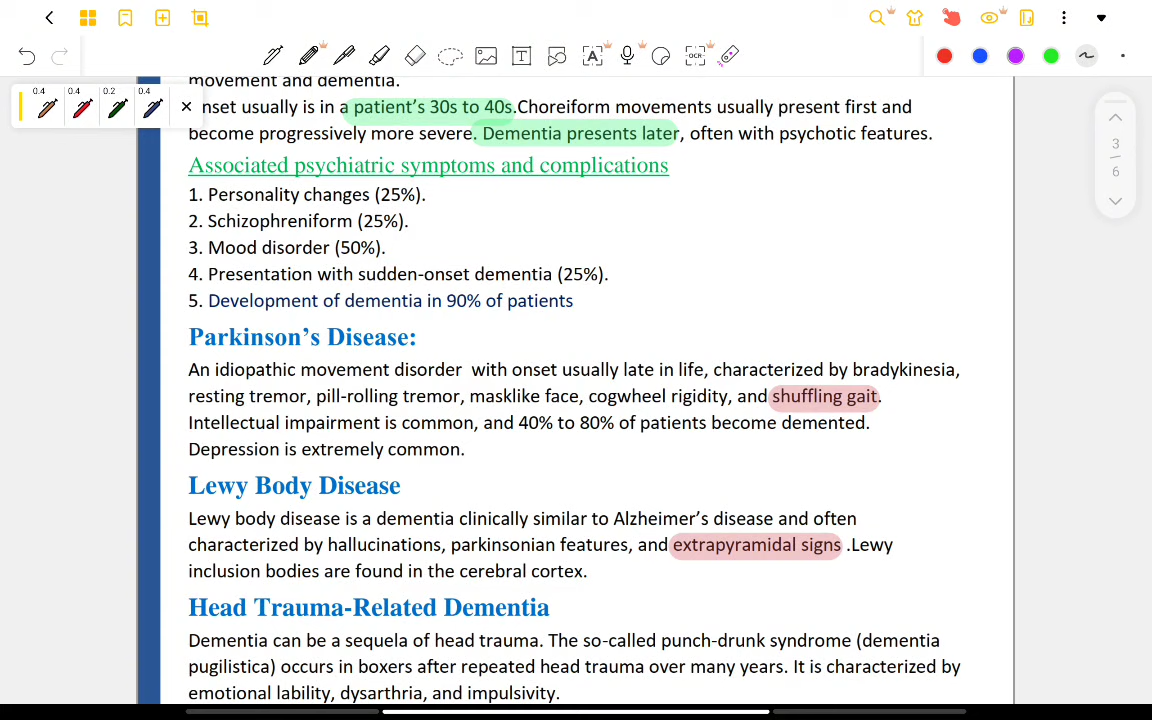 0.4 0.4 0.2 0.4
A
T
A
OCR
3
6
movement and dementia.
nset usually is in a patient's 30s to 40s.Choreiform movements usually present first and
become progressively more severe. Dementia presents later, often with psychotic features.
Associated psychiatric symptoms and complications
1. Personality changes (25%).
2. Schizophreniform (25%).
3. Mood disorder (50%).
4. Presentation with sudden-onset dementia (25%).
5. Development of dementia in 90% of patients
Parkinson's Disease:
An idiopathic movement disorder with onset usually late in life, characterized by bradykinesia,
resting tremor, pill-rolling tremor, masklike face, cogwheel rigidity, and shuffling gait.
Intellectual impairment is common, and 40% to 80% of patients become demented.
Depression is extremely common.
Lewy Body Disease
Lewy body disease is a dementia clinically similar to Alzheimer's disease and often
characterized by hallucinations, parkinsonian features, and extrapyramidal signs .Lewy
inclusion bodies are found in the cerebral cortex.
Head Trauma-Related Dementia
Dementia can be a sequela of head trauma. The so-called punch-drunk syndrome (dementia
pugilistica) occurs in boxers after repeated head trauma over many years. It is characterized by
emotional lability, dysarthria, and impulsivity.